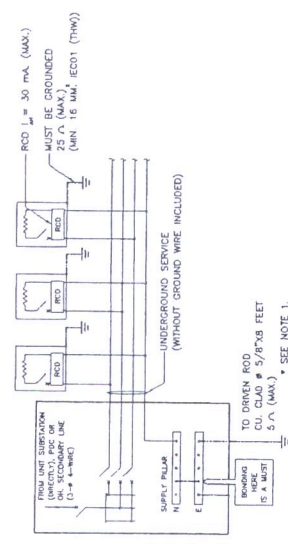 RCD I = 30 mA (MAX.)
MUST BE GROUNDED
25 Ω (MAX.)
(MIN. 16 MM.² IEC01 (THW))
RCD
RCD
RCD
UNDERGROUND SERVICE
(WITHOUT GROUND WIRE INCLUDED)
FROM UNIT SUBSTATION
(DIRECTLY), PDC OR
OH. SECONDARY LINE
(3-ø 4-WIRE)
SUPPLY PILLAR
N
E
BONDING
HERE
IS A MUST
TO DRIVEN ROD
CU. CLAD ø 5/8"X8 FEET
5 Ω (MAX.)
* SEE NOTE 1.